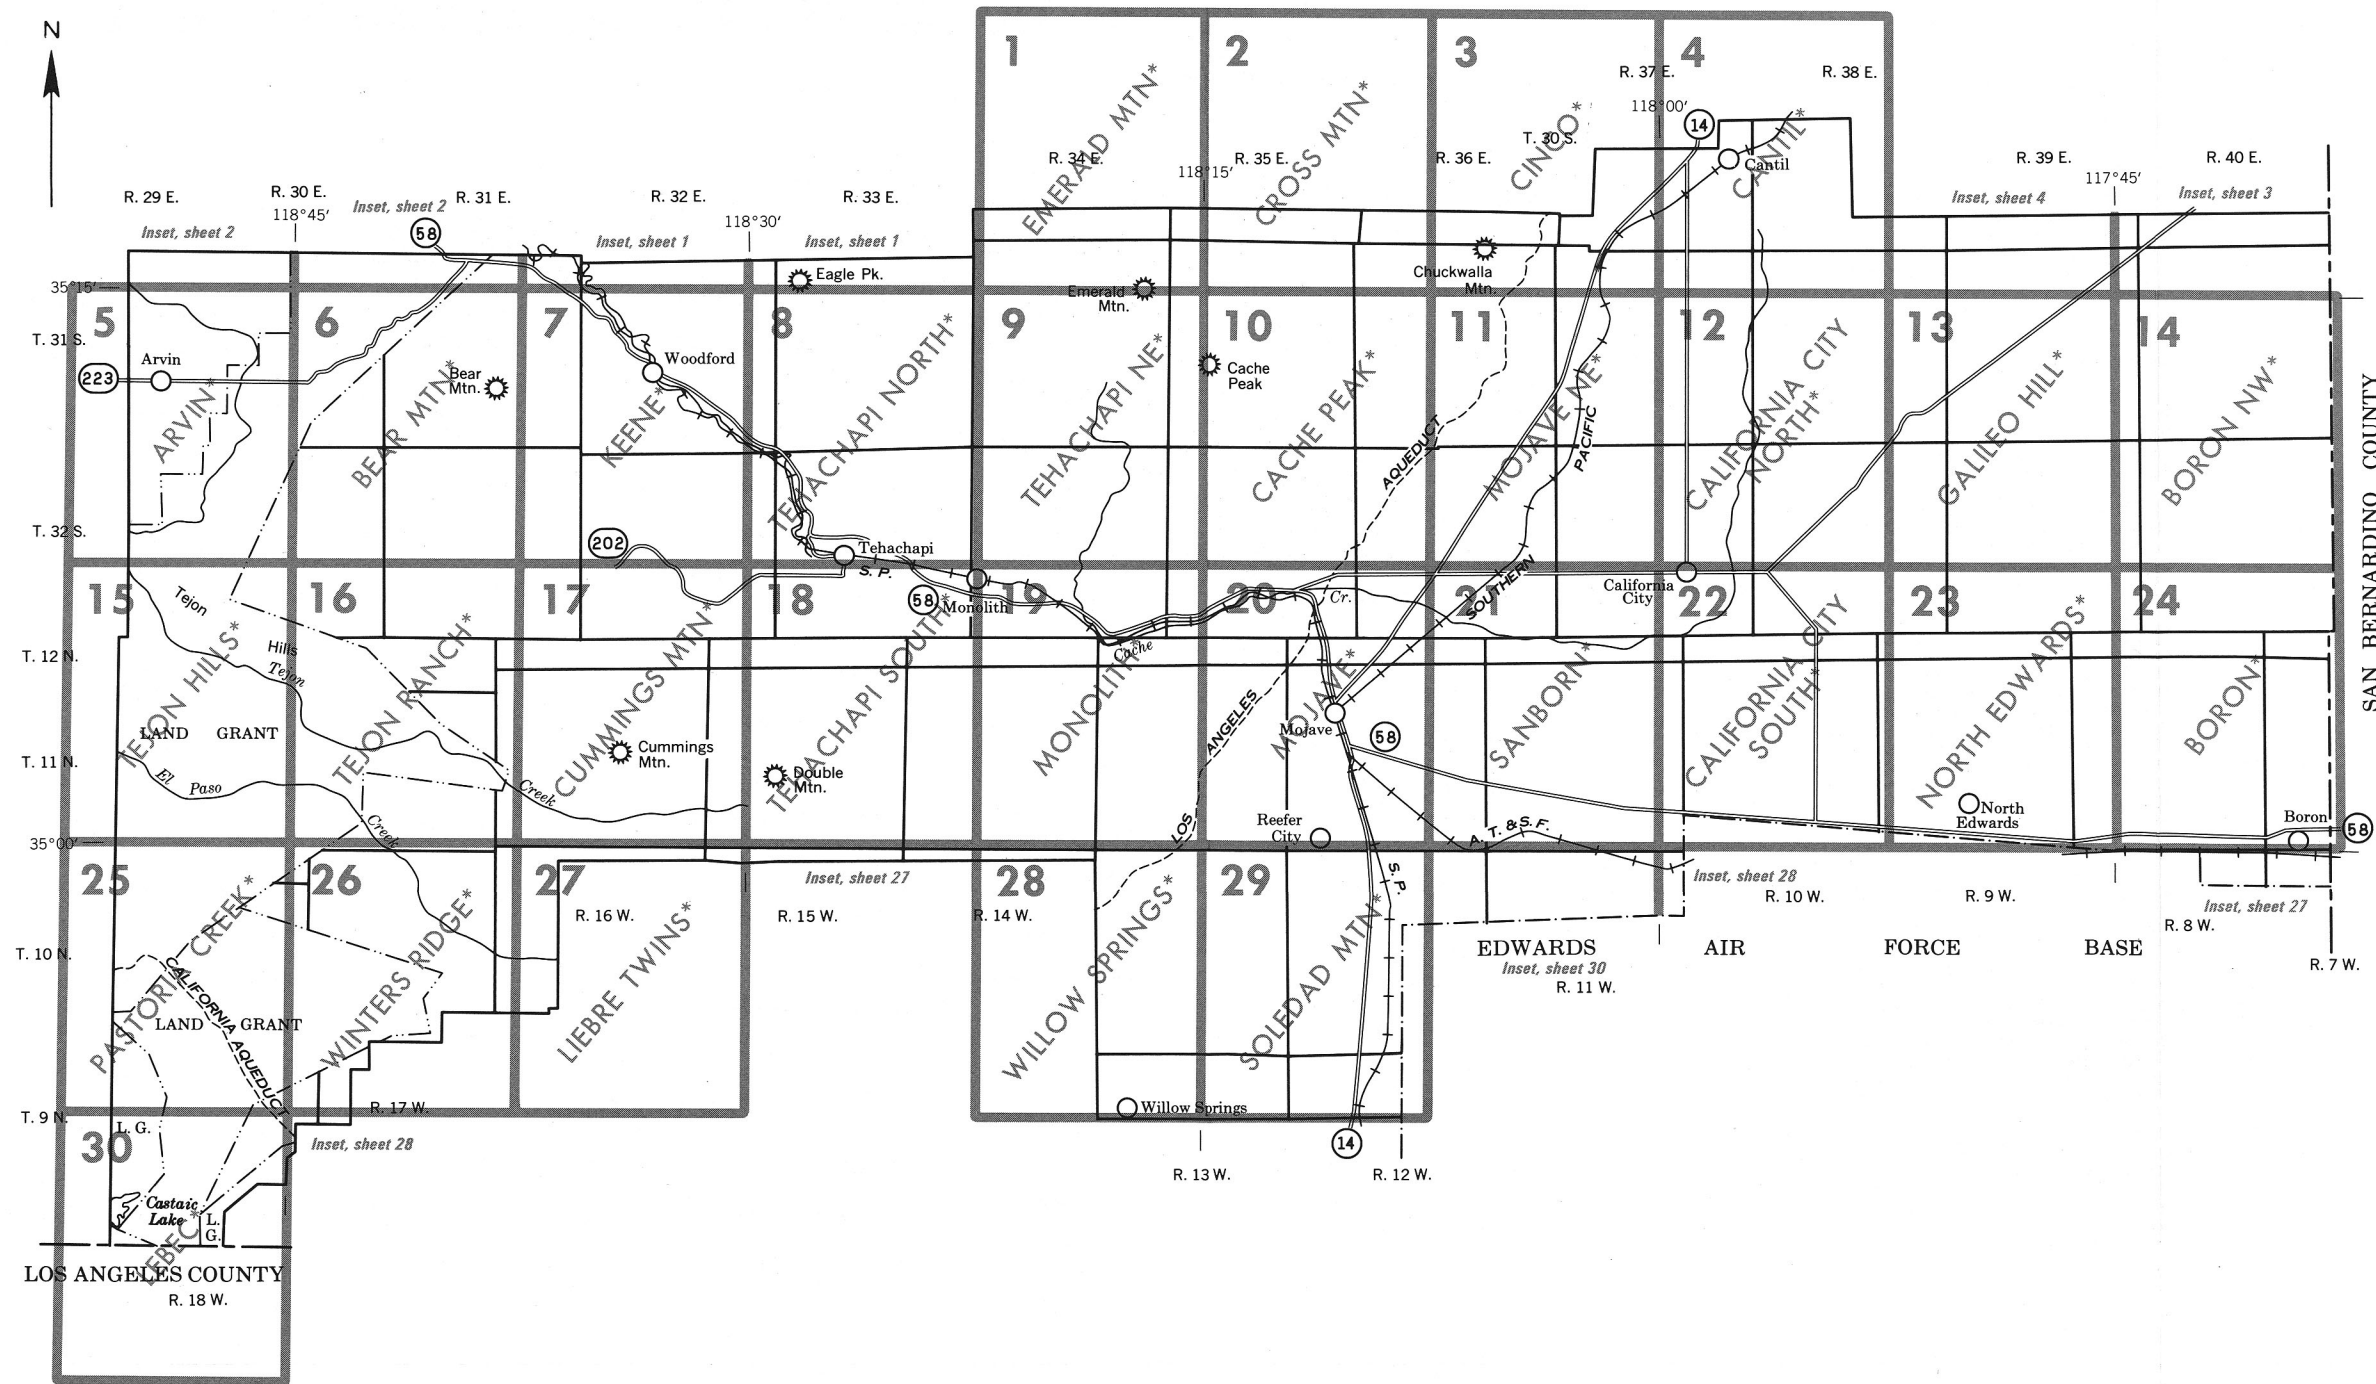 N
1
2
3
4
EMERALD MTN*
CROSS MTN*
CINCO*
CANTIL*
R. 37 E.
R. 38 E.
118°00′
14
T. 30 S.
R. 34 E.
R. 35 E.
R. 36 E.
118°15′
Cantil
R. 39 E.
R. 40 E.
117°45′
Inset, sheet 4
Inset, sheet 3
R. 29 E.
R. 30 E.
118°45′
Inset, sheet 2
R. 31 E.
R. 32 E.
R. 33 E.
118°30′
Inset, sheet 2
58
Inset, sheet 1
Inset, sheet 1
Eagle Pk.
Emerald
Mtn.
Chuckwalla
Mtn.
35°15′
5
6
7
8
9
10
11
12
13
14
T. 31 S.
Arvin
223
Bear
Mtn.
Woodford
Cache
Peak
ARVIN*
BEAR MTN*
KEENE*
TEHACHAPI NORTH*
TEHACHAPI NE*
CACHE PEAK*
AQUEDUCT
MOJAVE NE*
PACIFIC
CALIFORNIA CITY
NORTH*
GALILEO HILL*
BORON NW*
SAN BERNARDINO COUNTY
T. 32 S.
202
Tehachapi
S. P.
SOUTHERN
California
City
15
16
17
18
58
Monolith
19
20
Cr.
21
22
23
24
Tejon
Hills
Tejon
T. 12 N.
Cache
TEJON HILLS*
TEJON RANCH*
CUMMINGS MTN*
TEHACHAPI SOUTH*
MONOLITH*
ANGELES
MOJAVE*
SANBORN*
CALIFORNIA CITY
SOUTH*
NORTH EDWARDS*
BORON*
LAND GRANT
Mojave
58
T. 11 N.
El Paso
Creek
Creek
Cummings
Mtn.
Double
Mtn.
LOS
Reefer
City
A. T. & S. F.
North
Edwards
Boron
58
35°00′
25
26
27
28
29
S. P.
Inset, sheet 27
Inset, sheet 28
R. 16 W.
R. 15 W.
R. 14 W.
R. 10 W.
R. 9 W.
Inset, sheet 27
R. 8 W.
T. 10 N.
EDWARDS AIR FORCE BASE
Inset, sheet 30
R. 11 W.
R. 7 W.
PASTORIA CREEK*
WINTERS RIDGE*
LIEBRE TWINS*
WILLOW SPRINGS*
SOLEDAD MTN*
CALIFORNIA AQUEDUCT
LAND GRANT
T. 9 N.
R. 17 W.
Willow Springs
L. G.
30
Inset, sheet 28
14
R. 13 W.
R. 12 W.
Castaic
Lake
L.
G.
LEBEC*
LOS ANGELES COUNTY
R. 18 W.